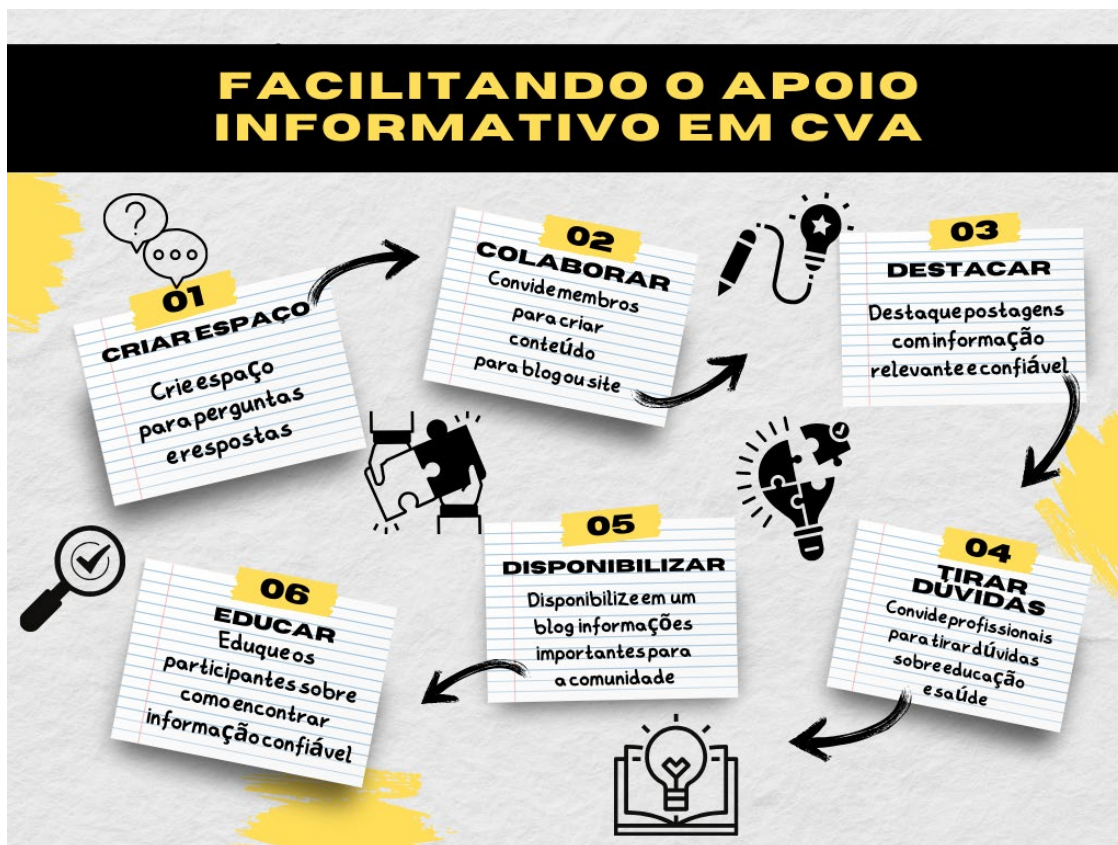 FACILITANDO O APOIO
INFORMATIVO EM CVA
?
01
CRIAR ESPAÇO
Crie espaço
para perguntas
e respostas
02
COLABORAR
Convide membros
para criar
conteúdo
para blog ou site
03
DESTACAR
Destaque postagens
com informação
relevante e confiável
04
TIRAR
DÚVIDAS
Convide profissionais
para tirar dúvidas
sobre educação
e saúde
05
DISPONIBILIZAR
Disponibilize em um
blog informações
importantes para
a comunidade
06
EDUCAR
Eduque os
participantes sobre
como encontrar
informação confiável